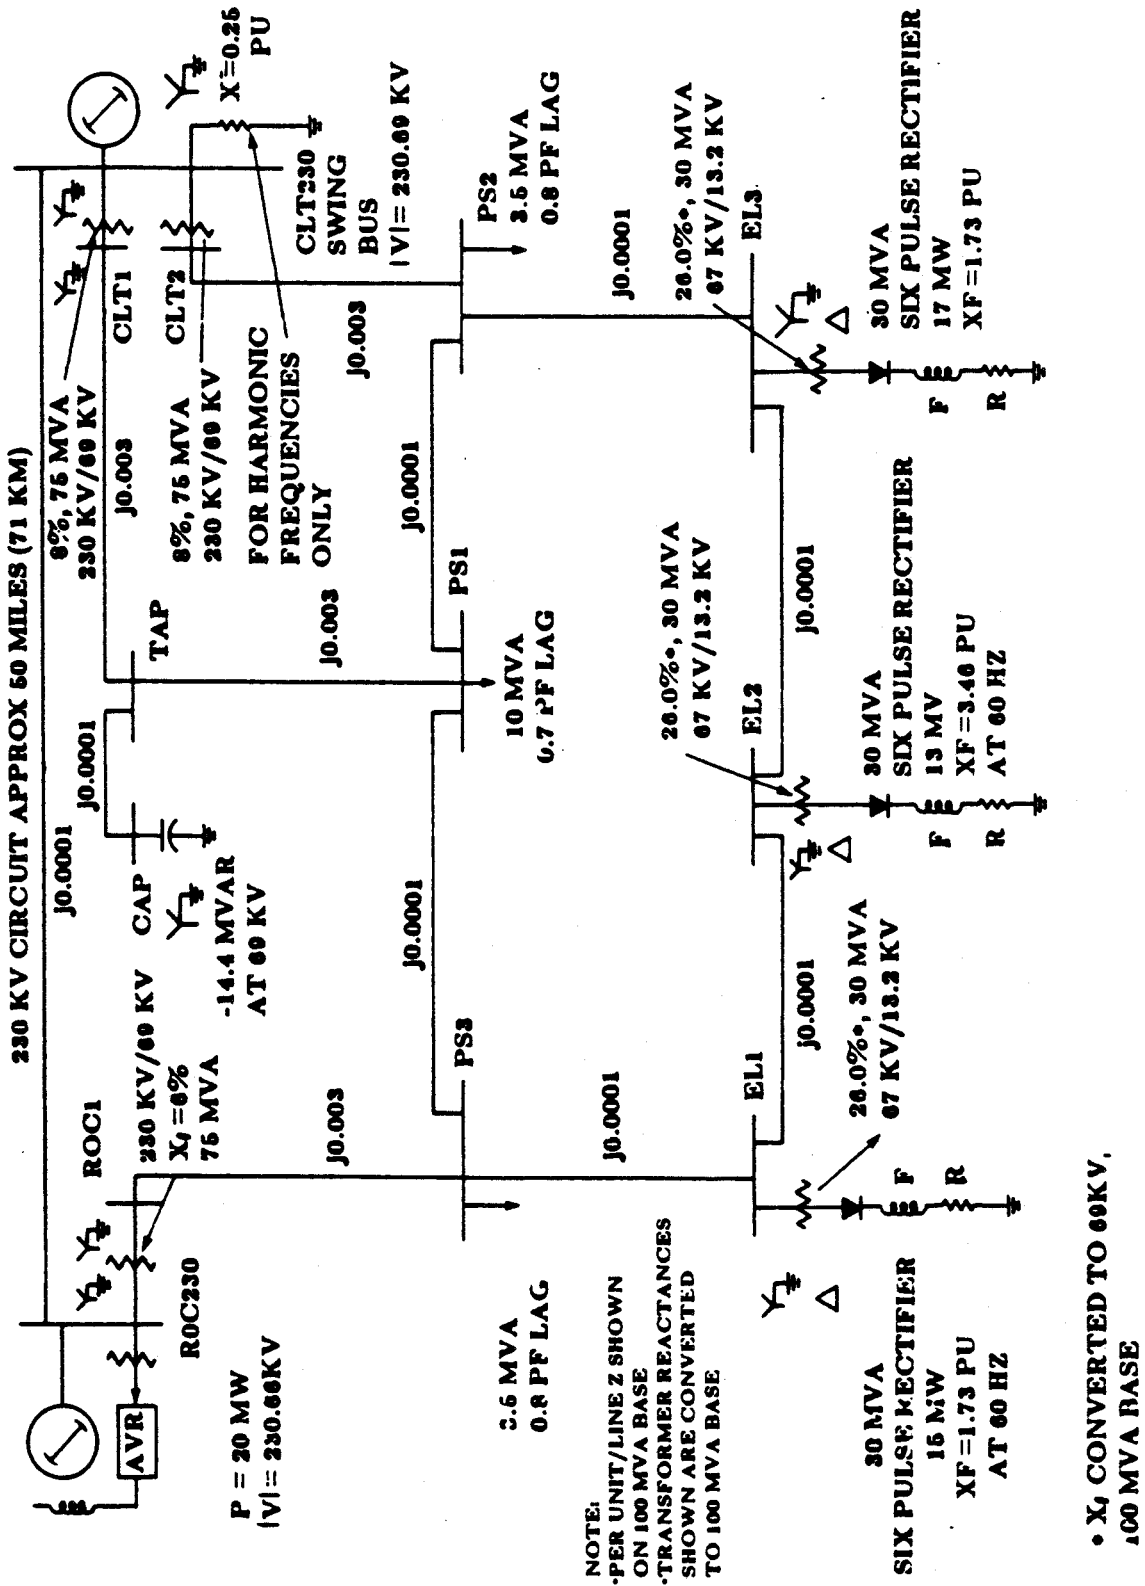 230 KV CIRCUIT APPROX 50 MILES (71 KM)
j0.0001
ROC1
230 KV/69 KV
X =6%
75 MVA
ROC230
AVR
P = 20 MW
|V|= 230.66KV
CAP
-14.4 MVAR
AT 69 KV
j0.0001
TAP
j0.003
8%, 75 MVA
230 KV/69 KV
CLT1
CLT2
8%, 75 MVA
230 KV/69 KV
FOR HARMONIC
FREQUENCIES
ONLY
X =0.25
PU
CLT230
SWING
BUS
|V|= 230.69 KV
j0.003
j0.003
j0.003
PS3
j0.0001
PS1
10 MVA
0.7 PF LAG
j0.0001
PS2
3.5 MVA
0.8 PF LAG
MVA
0.8 PF LAG
j0.0001
j0.0001
EL1
j0.0001
EL2
j0.0001
EL3
26.0%*, 30 MVA
67 KV/13.2 KV
26.0%*, 30 MVA
67 KV/13.2 KV
26.0%*, 30 MVA
67 KV/13.2 KV
F
R
30 MVA
SIX PULSE RECTIFIER
15 MW
XF=1.73 PU
AT 60 HZ
F
R
30 MVA
SIX PULSE RECTIFIER
13 MV
XF=3.46 PU
AT 60 HZ
F
R
30 MVA
SIX PULSE RECTIFIER
17 MW
XF=1.73 PU
NOTE:
·PER UNIT/LINE Z SHOWN
ON 100 MVA BASE
·TRANSFORMER REACTANCES
SHOWN ARE CONVERTED
TO 100 MVA BASE
* X CONVERTED TO 69KV,
100 MVA BASE